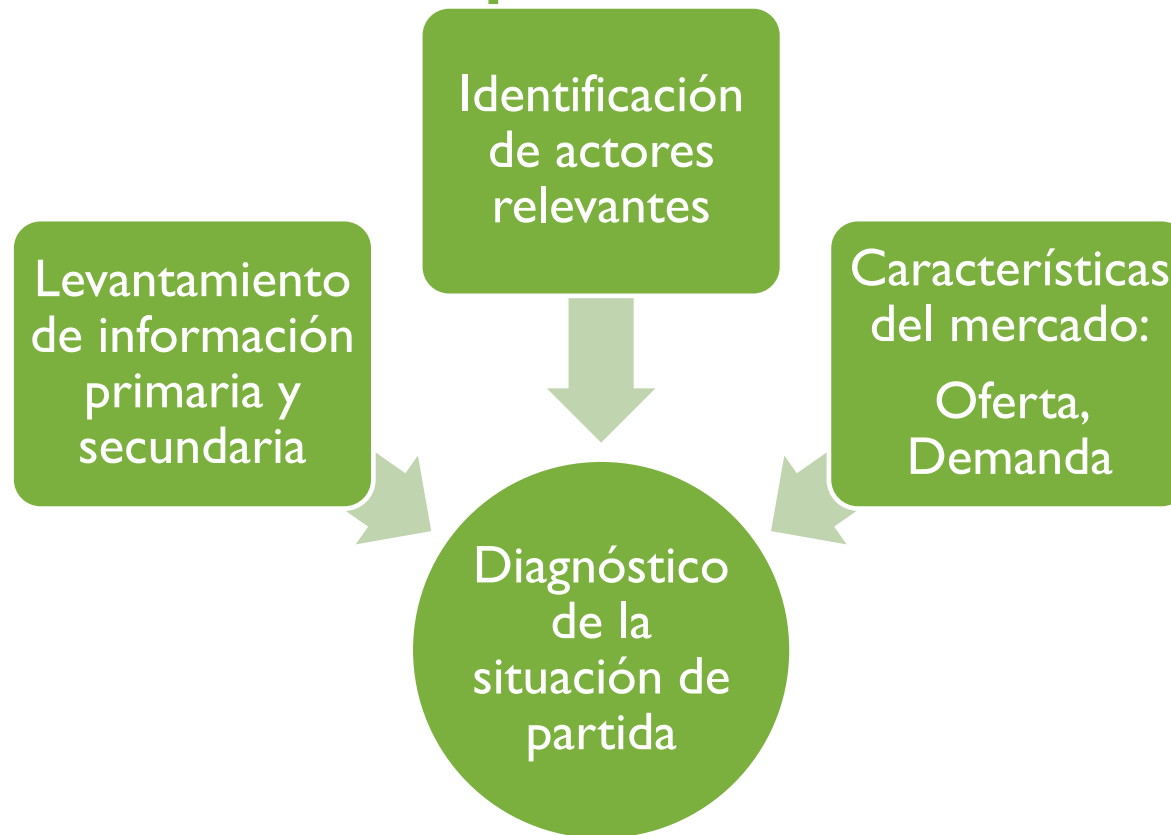 Identificación
de actores
relevantes
Levantamiento
de información
primaria y
secundaria
Características
del mercado:
Oferta,
Demanda
Diagnóstico
de la
situación de
partida